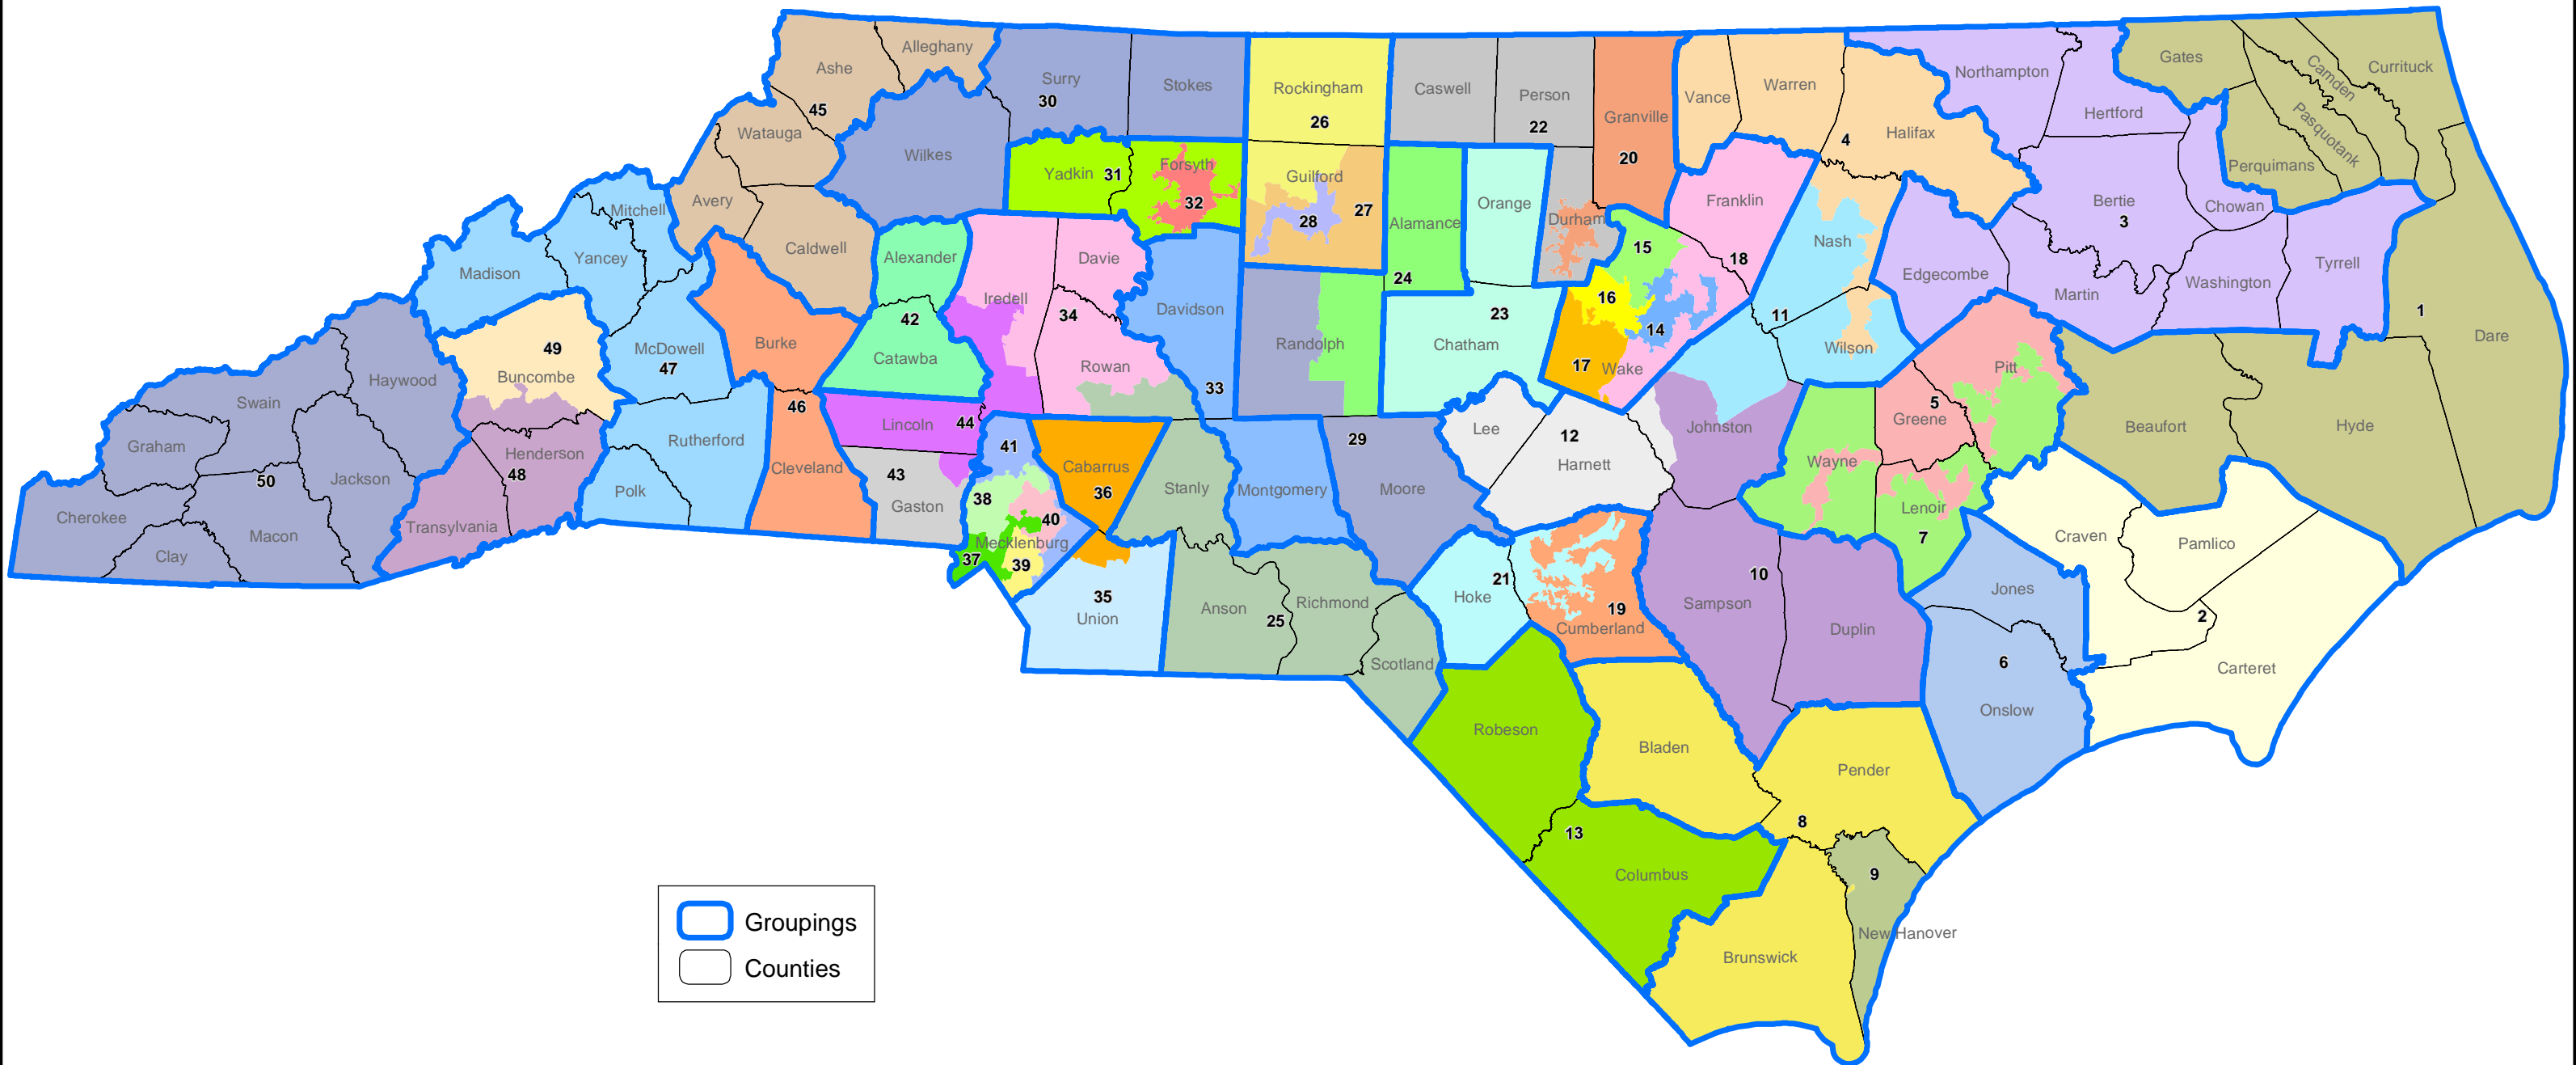 Alleghany
Ashe
45
Watauga
Surry
30
Stokes
Rockingham
26
Caswell
Person
22
Granville
20
Vance
Warren
4
Halifax
Northampton
Hertford
Gates
Camden
Currituck
Pasquotank
Perquimans
Wilkes
Yadkin
31
Forsyth
32
Guilford
28
27
Alamance
24
Orange
Durham
15
Franklin
18
Nash
Bertie
3
Chowan
Edgecombe
Martin
Washington
Tyrrell
1
Dare
Avery
Mitchell
Yancey
Madison
Caldwell
Alexander
42
Catawba
Iredell
Davie
34
Rowan
Davidson
33
Randolph
23
Chatham
16
14
17
Wake
11
Wilson
Pitt
5
Greene
Beaufort
Hyde
Burke
McDowell
47
49
Buncombe
Haywood
Swain
Graham
50
Jackson
Cherokee
Macon
Clay
Henderson
48
Transylvania
Rutherford
Polk
46
Cleveland
Lincoln
44
43
Gaston
41
38
40
Mecklenburg
37
39
Cabarrus
36
Stanly
Montgomery
29
Moore
Lee
12
Harnett
Johnston
Wayne
Lenoir
7
Craven
Pamlico
2
Carteret
Jones
6
Onslow
10
Sampson
Duplin
35
Union
Anson
25
Richmond
Scotland
21
Hoke
19
Cumberland
Robeson
Bladen
Pender
8
13
Columbus
9
New Hanover
Brunswick
Groupings
Counties